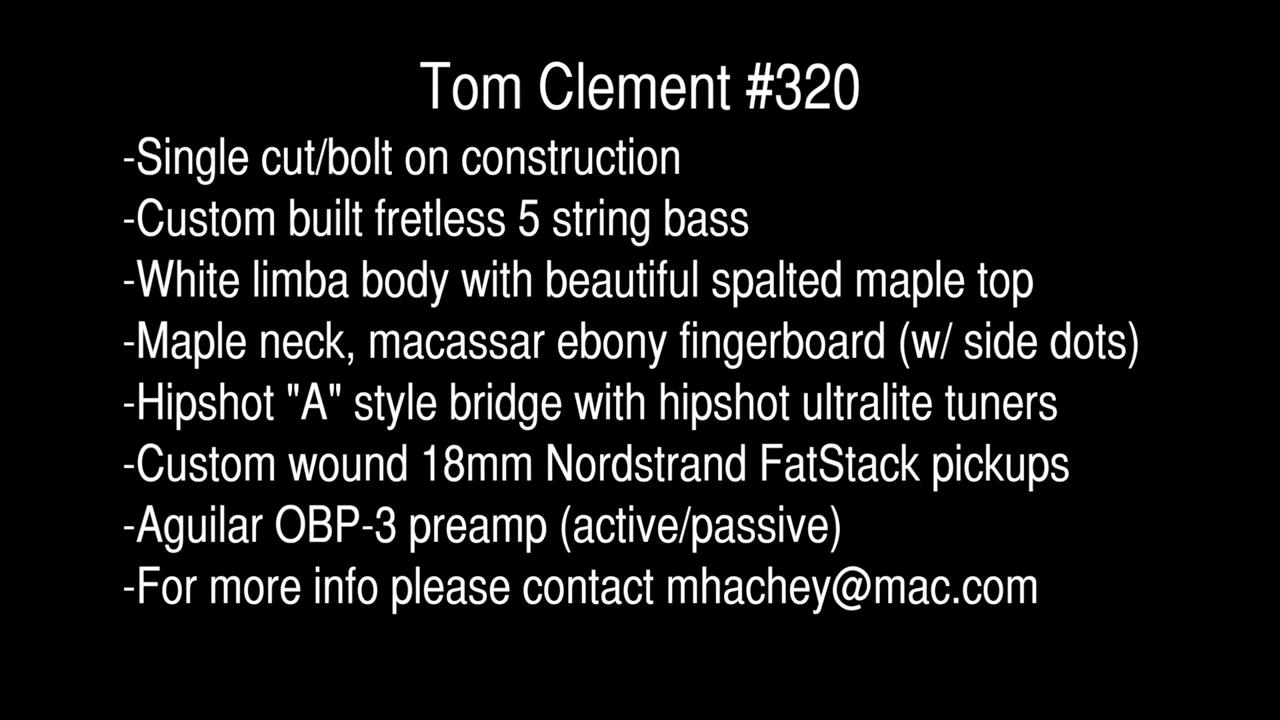 Tom Clement #320
-Single cut/bolt on construction
-Custom built fretless 5 string bass
-White limba body with beautiful spalted maple top
-Maple neck, macassar ebony fingerboard (w/ side dots)
-Hipshot "A" style bridge with hipshot ultralite tuners
-Custom wound 18mm Nordstrand FatStack pickups
-Aguilar OBP-3 preamp (active/passive)
-For more info please contact mhachey@mac.com